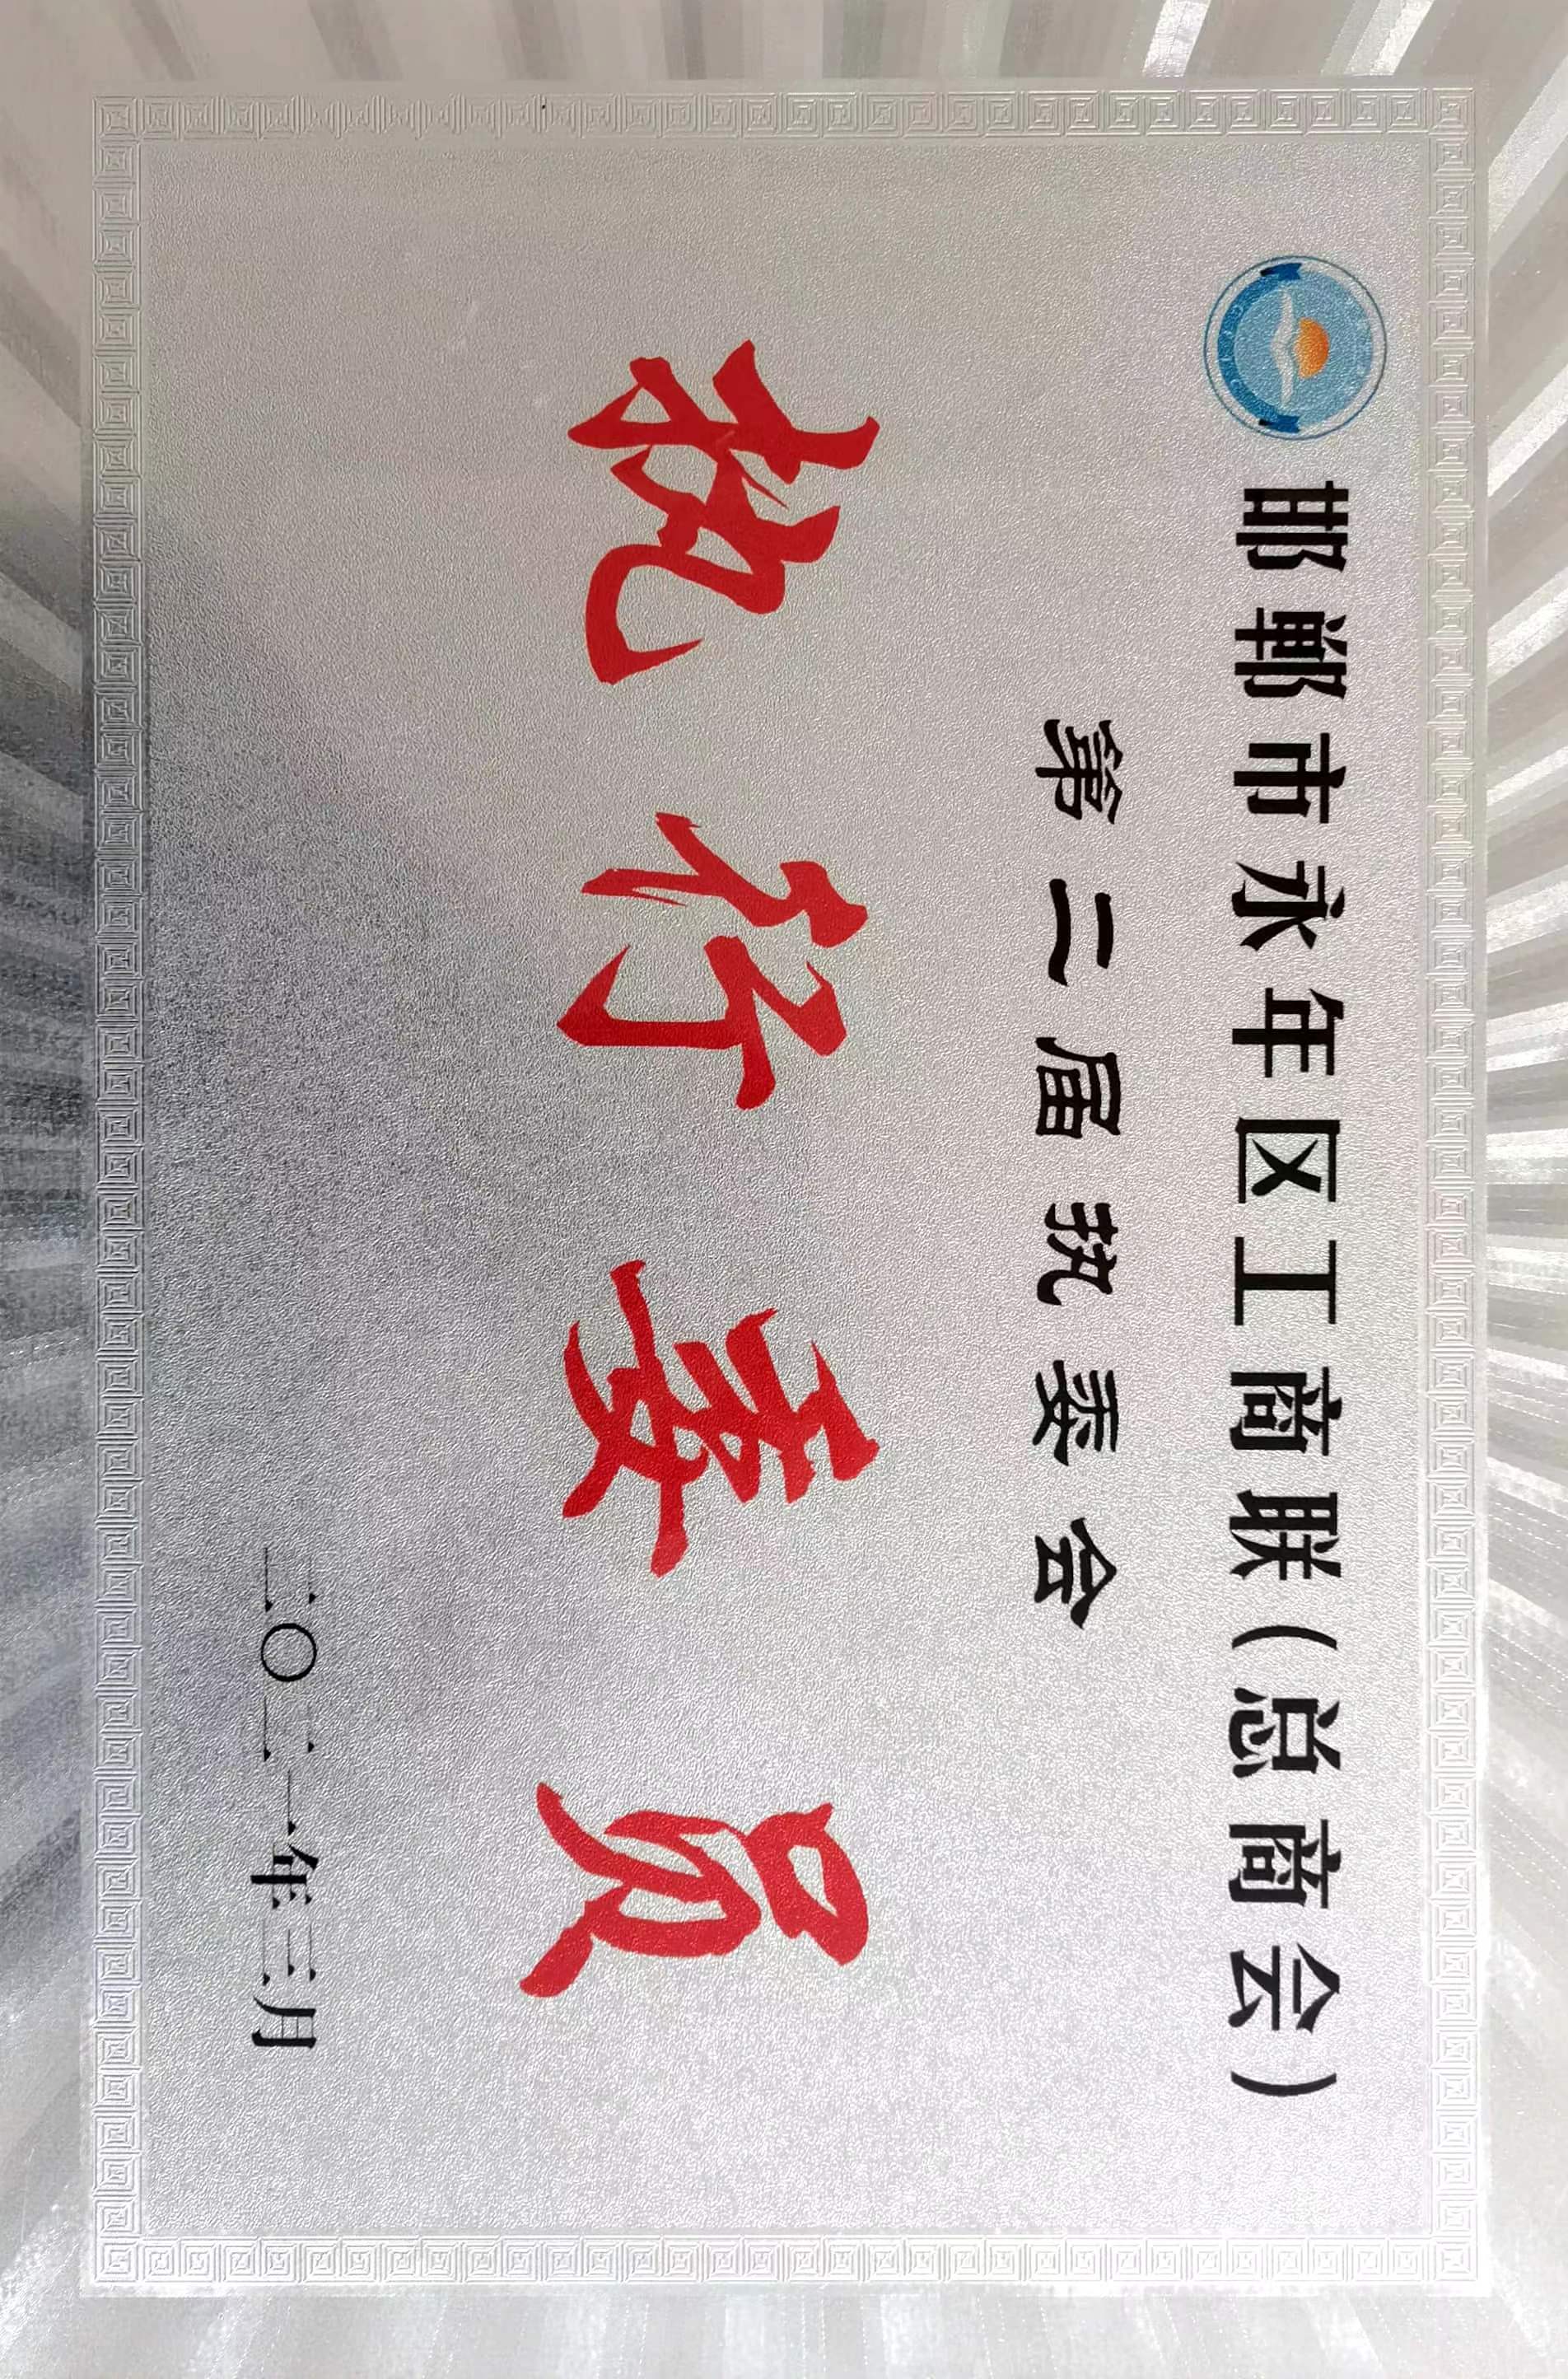 邯郸市永年区工商联(总商会)
第二届执委会
执行委员
二〇二一年三月